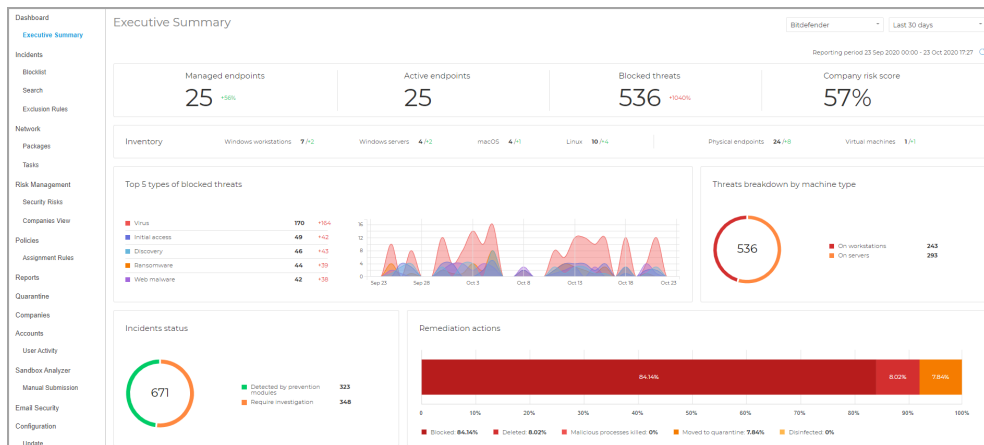 Dashboard
Executive Summary
Incidents
Blocklist
Search
Exclusion Rules
Network
Packages
Tasks
Risk Management
Security Risks
Companies View
Policies
Assignment Rules
Reports
Quarantine
Companies
Accounts
User Activity
Sandbox Analyzer
Manual Submission
Email Security
Configuration
Update
Executive Summary
Bitdefender
Last 30 days
Reporting period 23 Sep 2020 00:00 - 23 Oct 2020 17:27
Managed endpoints
25 +56%
Active endpoints
25
Blocked threats
536 +1040%
Company risk score
57%
Inventory Windows workstations 7 /+2 Windows servers 4 /+2 macOS 4 /+1 Linux 10 /+4 Physical endpoints 24 /+8 Virtual machines 1 /+1
Top 5 types of blocked threats
Virus 170 +164
Initial access 49 +42
Discovery 46 +43
Ransomware 44 +39
Web malware 42 +38
16
12
8
4
0
Sep 23 Sep 28 Oct 3 Oct 8 Oct 13 Oct 18 Oct 23
Threats breakdown by machine type
536
On workstations 243
On servers 293
Incidents status
671
Detected by prevention modules 323
Require investigation 348
Remediation actions
84.14% 8.02% 7.84%
0 10% 20% 30% 40% 50% 60% 70% 80% 90% 100%
Blocked: 84.14% Deleted: 8.02% Malicious processes killed: 0% Moved to quarantine: 7.84% Disinfected: 0%